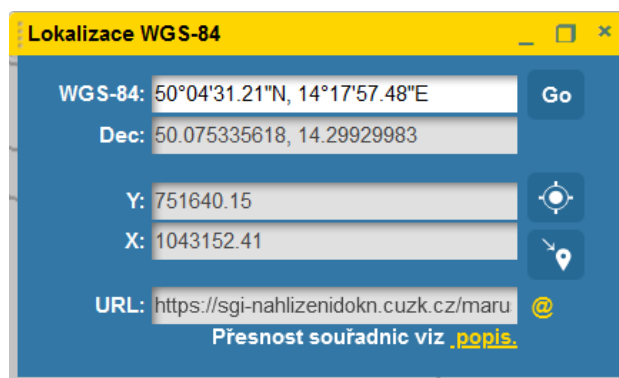 Lokalizace WGS-84
WGS-84: 50°04'31.21"N, 14°17'57.48"E Go
Dec: 50.075335618, 14.29929983
Y: 751640.15
X: 1043152.41
URL: https://sgi-nahlizenidokn.cuzk.cz/maru @
Přesnost souřadnic viz popis.